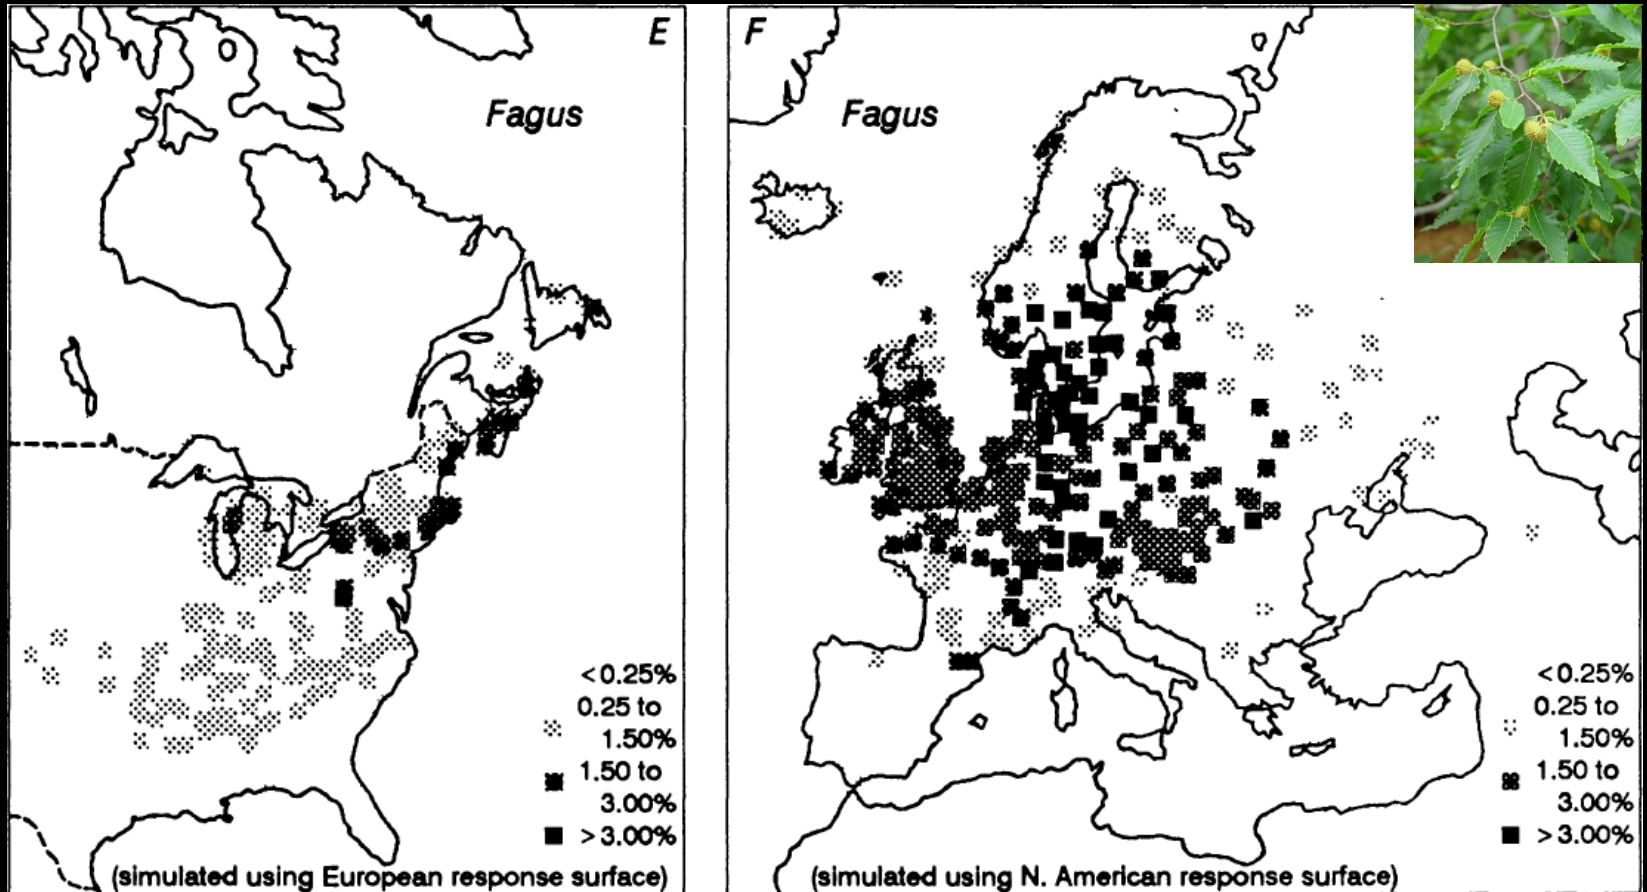 E
Fagus
<0.25%
0.25 to
1.50%
1.50 to
3.00%
>3.00%
(simulated using European response surface)
F
Fagus
<0.25%
0.25 to
1.50%
1.50 to
3.00%
>3.00%
(simulated using N. American response surface)